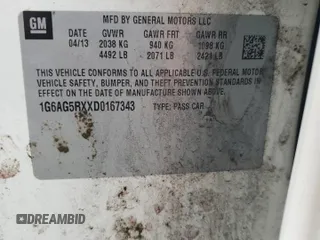 GM
MFD BY GENERAL MOTORS LLC
DATE GVWR GAWR FRT GAWR RR
04/13 2038 KG 940 KG 1098 KG
4492 LB 2071 LB 2421 LB
THIS VEHICLE CONFORMS TO ALL APPLICABLE U.S. FEDERAL MOTOR
VEHICLE SAFETY, BUMPER, AND THEFT PREVENTION STANDARDS
IN EFFECT ON THE DATE OF MANUFACTURE SHOWN ABOVE.
1G6AG5RXXD0167343 TYPE: PASS CAR
DREAMBID